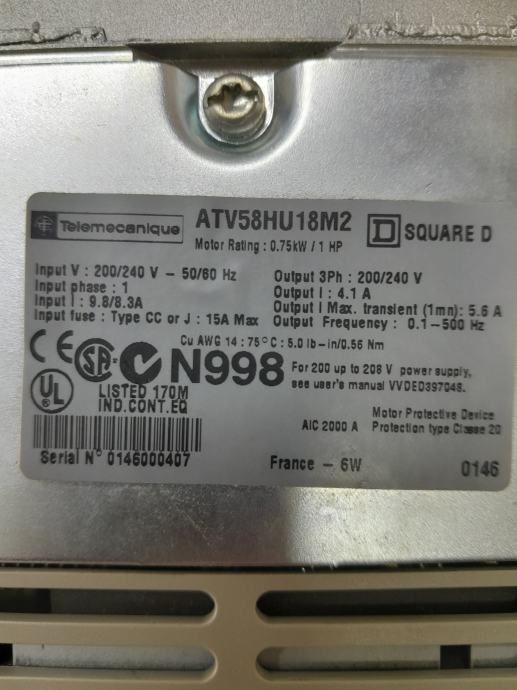 Telemecanique ATV58HU18M2 SQUARE D
Motor Rating : 0.75kW / 1 HP
Input V : 200/240 V - 50/60 Hz
Input phase : 1
Input I : 9.8/8.3A
Input fuse : Type CC or J : 15A Max
Output 3Ph : 200/240 V
Output I : 4.1 A
Output I Max. transient (1mn) : 5.6 A
Output Frequency : 0.1-500 Hz
Cu AWG 14 : 75°C : 5.0 lb-in/0.56 Nm
CE SA N998
For 200 up to 208 V power supply,
see user's manual VVDED397048.
UL LISTED 170M
IND.CONT.EQ
AIC 2000 A
Motor Protective Device
Protection type Classe 20
Serial N° 0146000407
France - 6W
0146